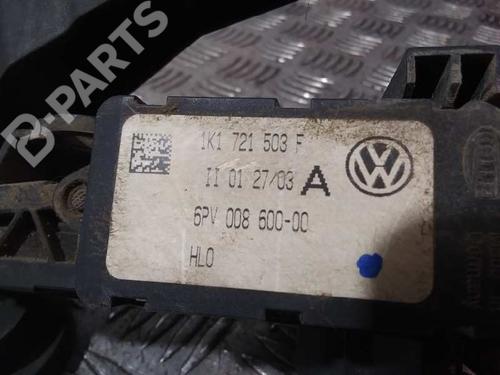 B-PARTS
1K1 721 503 F
II 01 27/03 A
6PV 008 600-00
HLO